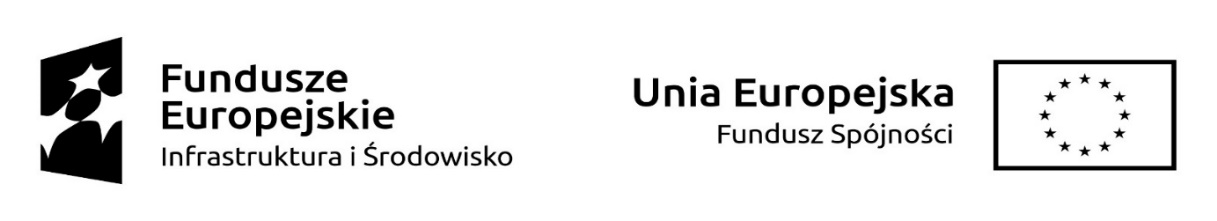 Fundusze
Europejskie
Infrastruktura i Środowisko
Unia Europejska
Fundusz Spójności